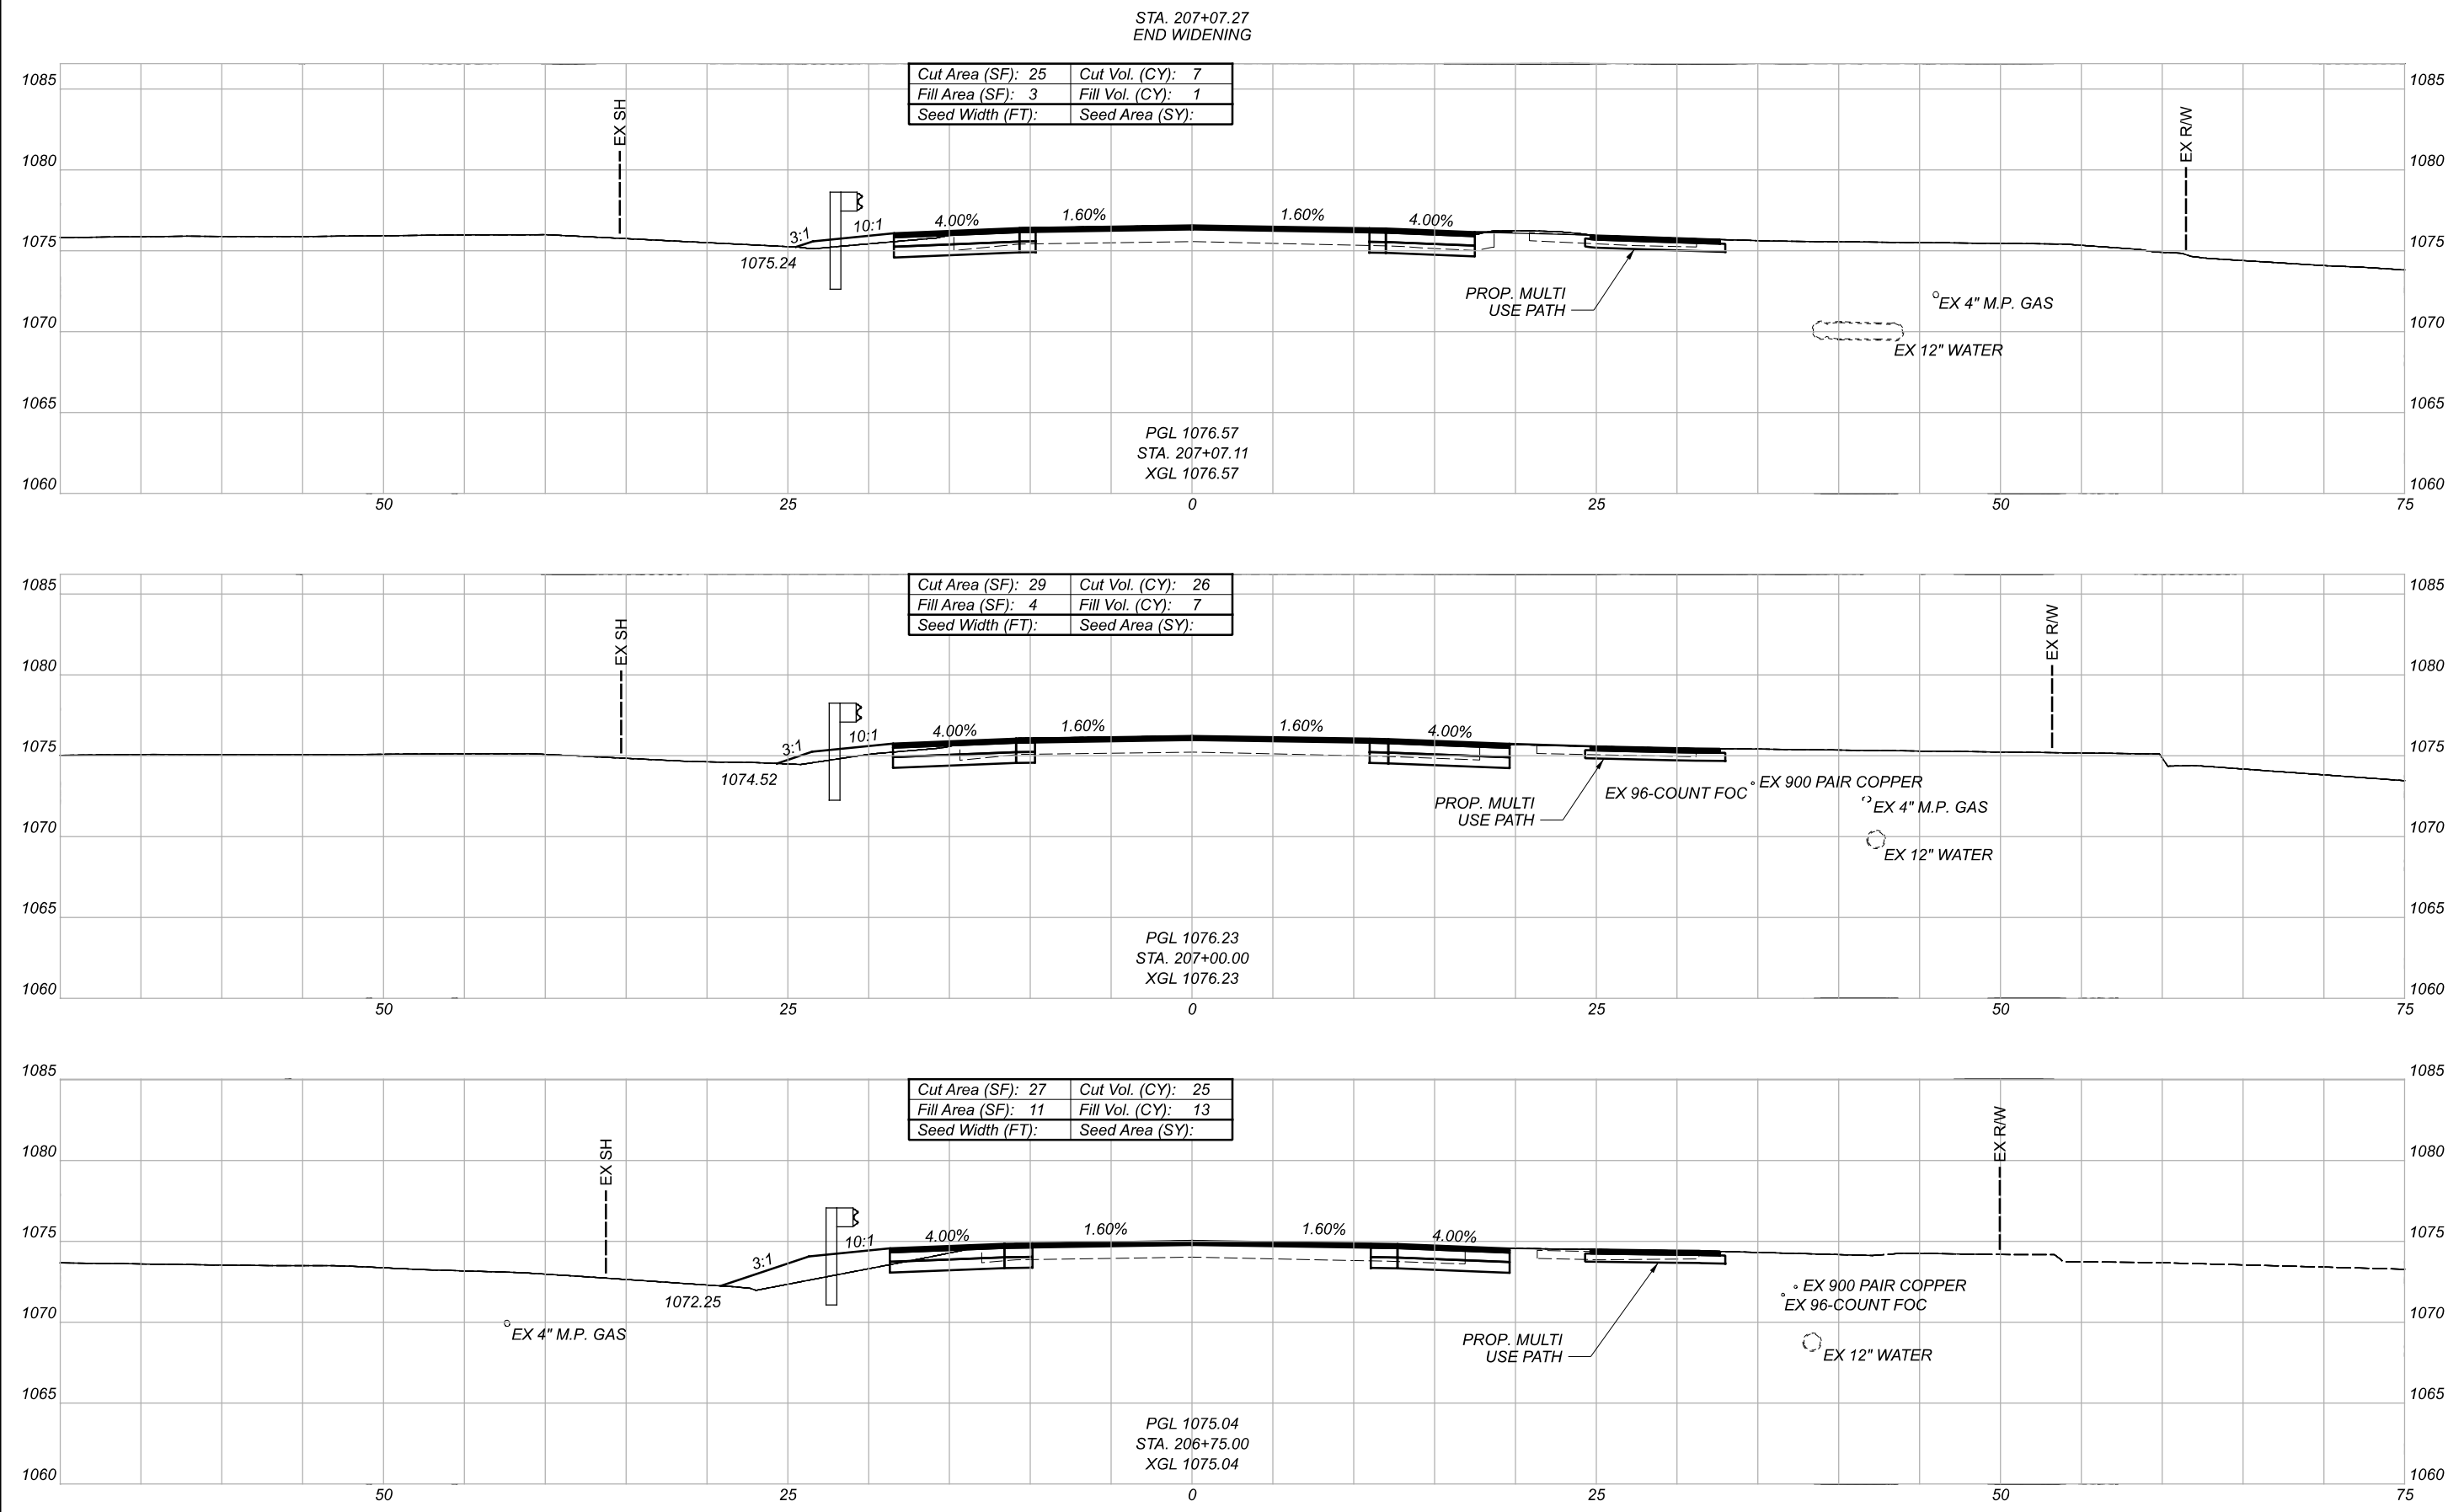 STA. 207+07.27
END WIDENING
Cut Area (SF): 25 Cut Vol. (CY): 7
Fill Area (SF): 3 Fill Vol. (CY): 1
Seed Width (FT): Seed Area (SY):
1085 1085
EX SH
EX R/W
1080 1080
3:1 10:1 4.00% 1.60% 1.60% 4.00%
1075 1075
1075.24
PROP. MULTI
USE PATH
EX 4" M.P. GAS
1070 1070
EX 12" WATER
1065 1065
PGL 1076.57
STA. 207+07.11
XGL 1076.57
1060 1060
50 25 0 25 50 75
Cut Area (SF): 29 Cut Vol. (CY): 26
Fill Area (SF): 4 Fill Vol. (CY): 7
Seed Width (FT): Seed Area (SY):
1085 1085
EX SH
EX R/W
1080 1080
3:1 10:1 4.00% 1.60% 1.60% 4.00%
1075 1075
1074.52
EX 900 PAIR COPPER
EX 96-COUNT FOC
PROP. MULTI
USE PATH
EX 4" M.P. GAS
1070 1070
EX 12" WATER
1065 1065
PGL 1076.23
STA. 207+00.00
XGL 1076.23
1060 1060
50 25 0 25 50 75
1085 1085
Cut Area (SF): 27 Cut Vol. (CY): 25
Fill Area (SF): 11 Fill Vol. (CY): 13
Seed Width (FT): Seed Area (SY):
EX SH
EX R/W
1080 1080
3:1 10:1 4.00% 1.60% 1.60% 4.00%
1075 1075
1072.25
EX 900 PAIR COPPER
EX 96-COUNT FOC
1070 1070
EX 4" M.P. GAS
PROP. MULTI
USE PATH
EX 12" WATER
1065 1065
PGL 1075.04
STA. 206+75.00
XGL 1075.04
1060 1060
50 25 0 25 50 75